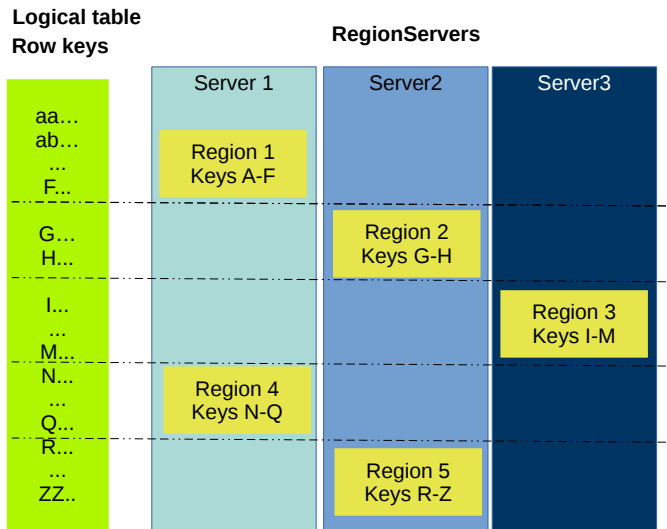 Logical table
Row keys
RegionServers
Server 1
Server2
Server3
aa...
ab...
...
F...
Region 1
Keys A-F
G...
H...
Region 2
Keys G-H
I...
...
M...
Region 3
Keys I-M
N...
...
Q...
Region 4
Keys N-Q
R...
...
ZZ..
Region 5
Keys R-Z